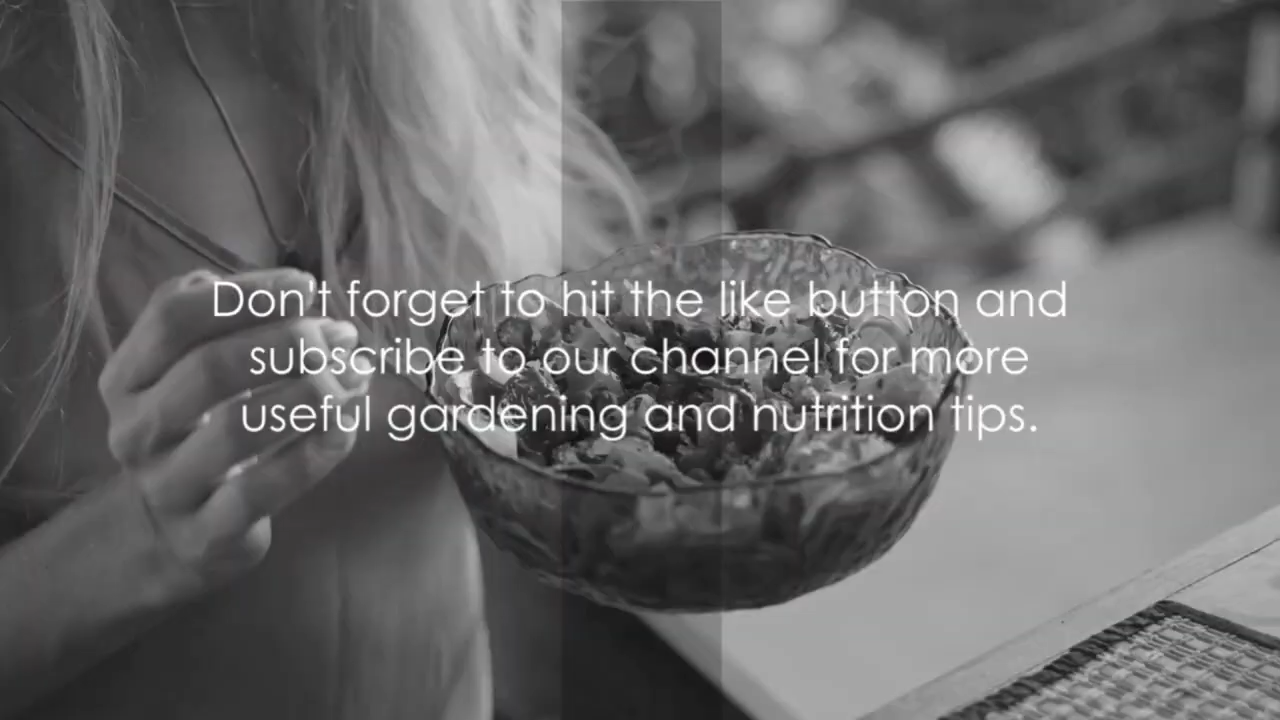 Don't forget to hit the like button and
subscribe to our channel for more
useful gardening and nutrition tips.